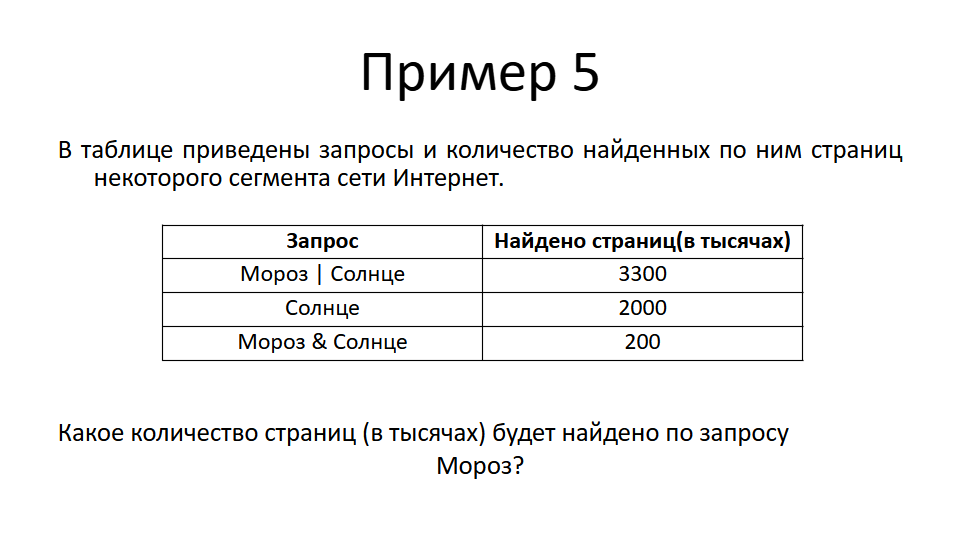 Пример 5
В таблице приведены запросы и количество найденных по ним страниц
некоторого сегмента сети Интернет.
Запрос Найдено страниц(в тысячах)
Мороз | Солнце 3300
Солнце 2000
Мороз & Солнце 200
Какое количество страниц (в тысячах) будет найдено по запросу
Мороз?